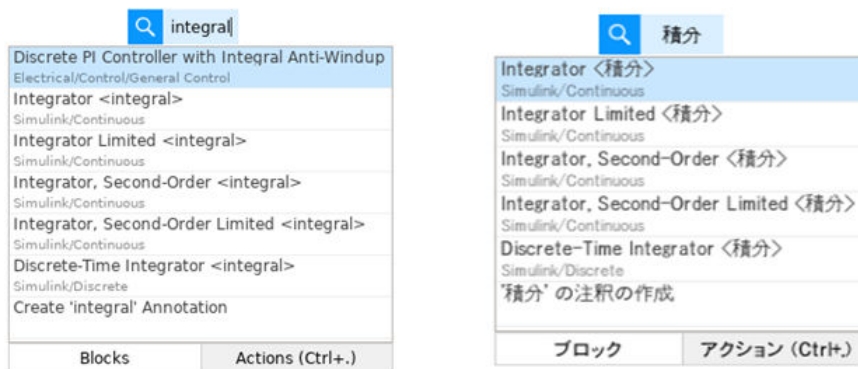 integral
Discrete PI Controller with Integral Anti-Windup
Electrical/Control/General Control
Integrator <integral>
Simulink/Continuous
Integrator Limited <integral>
Simulink/Continuous
Integrator, Second-Order <integral>
Simulink/Continuous
Integrator, Second-Order Limited <integral>
Simulink/Continuous
Discrete-Time Integrator <integral>
Simulink/Discrete
Create 'integral' Annotation
Blocks
Actions (Ctrl+.)
積分
Integrator <積分>
Simulink/Continuous
Integrator Limited <積分>
Simulink/Continuous
Integrator, Second-Order <積分>
Simulink/Continuous
Integrator, Second-Order Limited <積分>
Simulink/Continuous
Discrete-Time Integrator <積分>
Simulink/Discrete
'積分' の注釈の作成
ブロック
アクション (Ctrl+.)